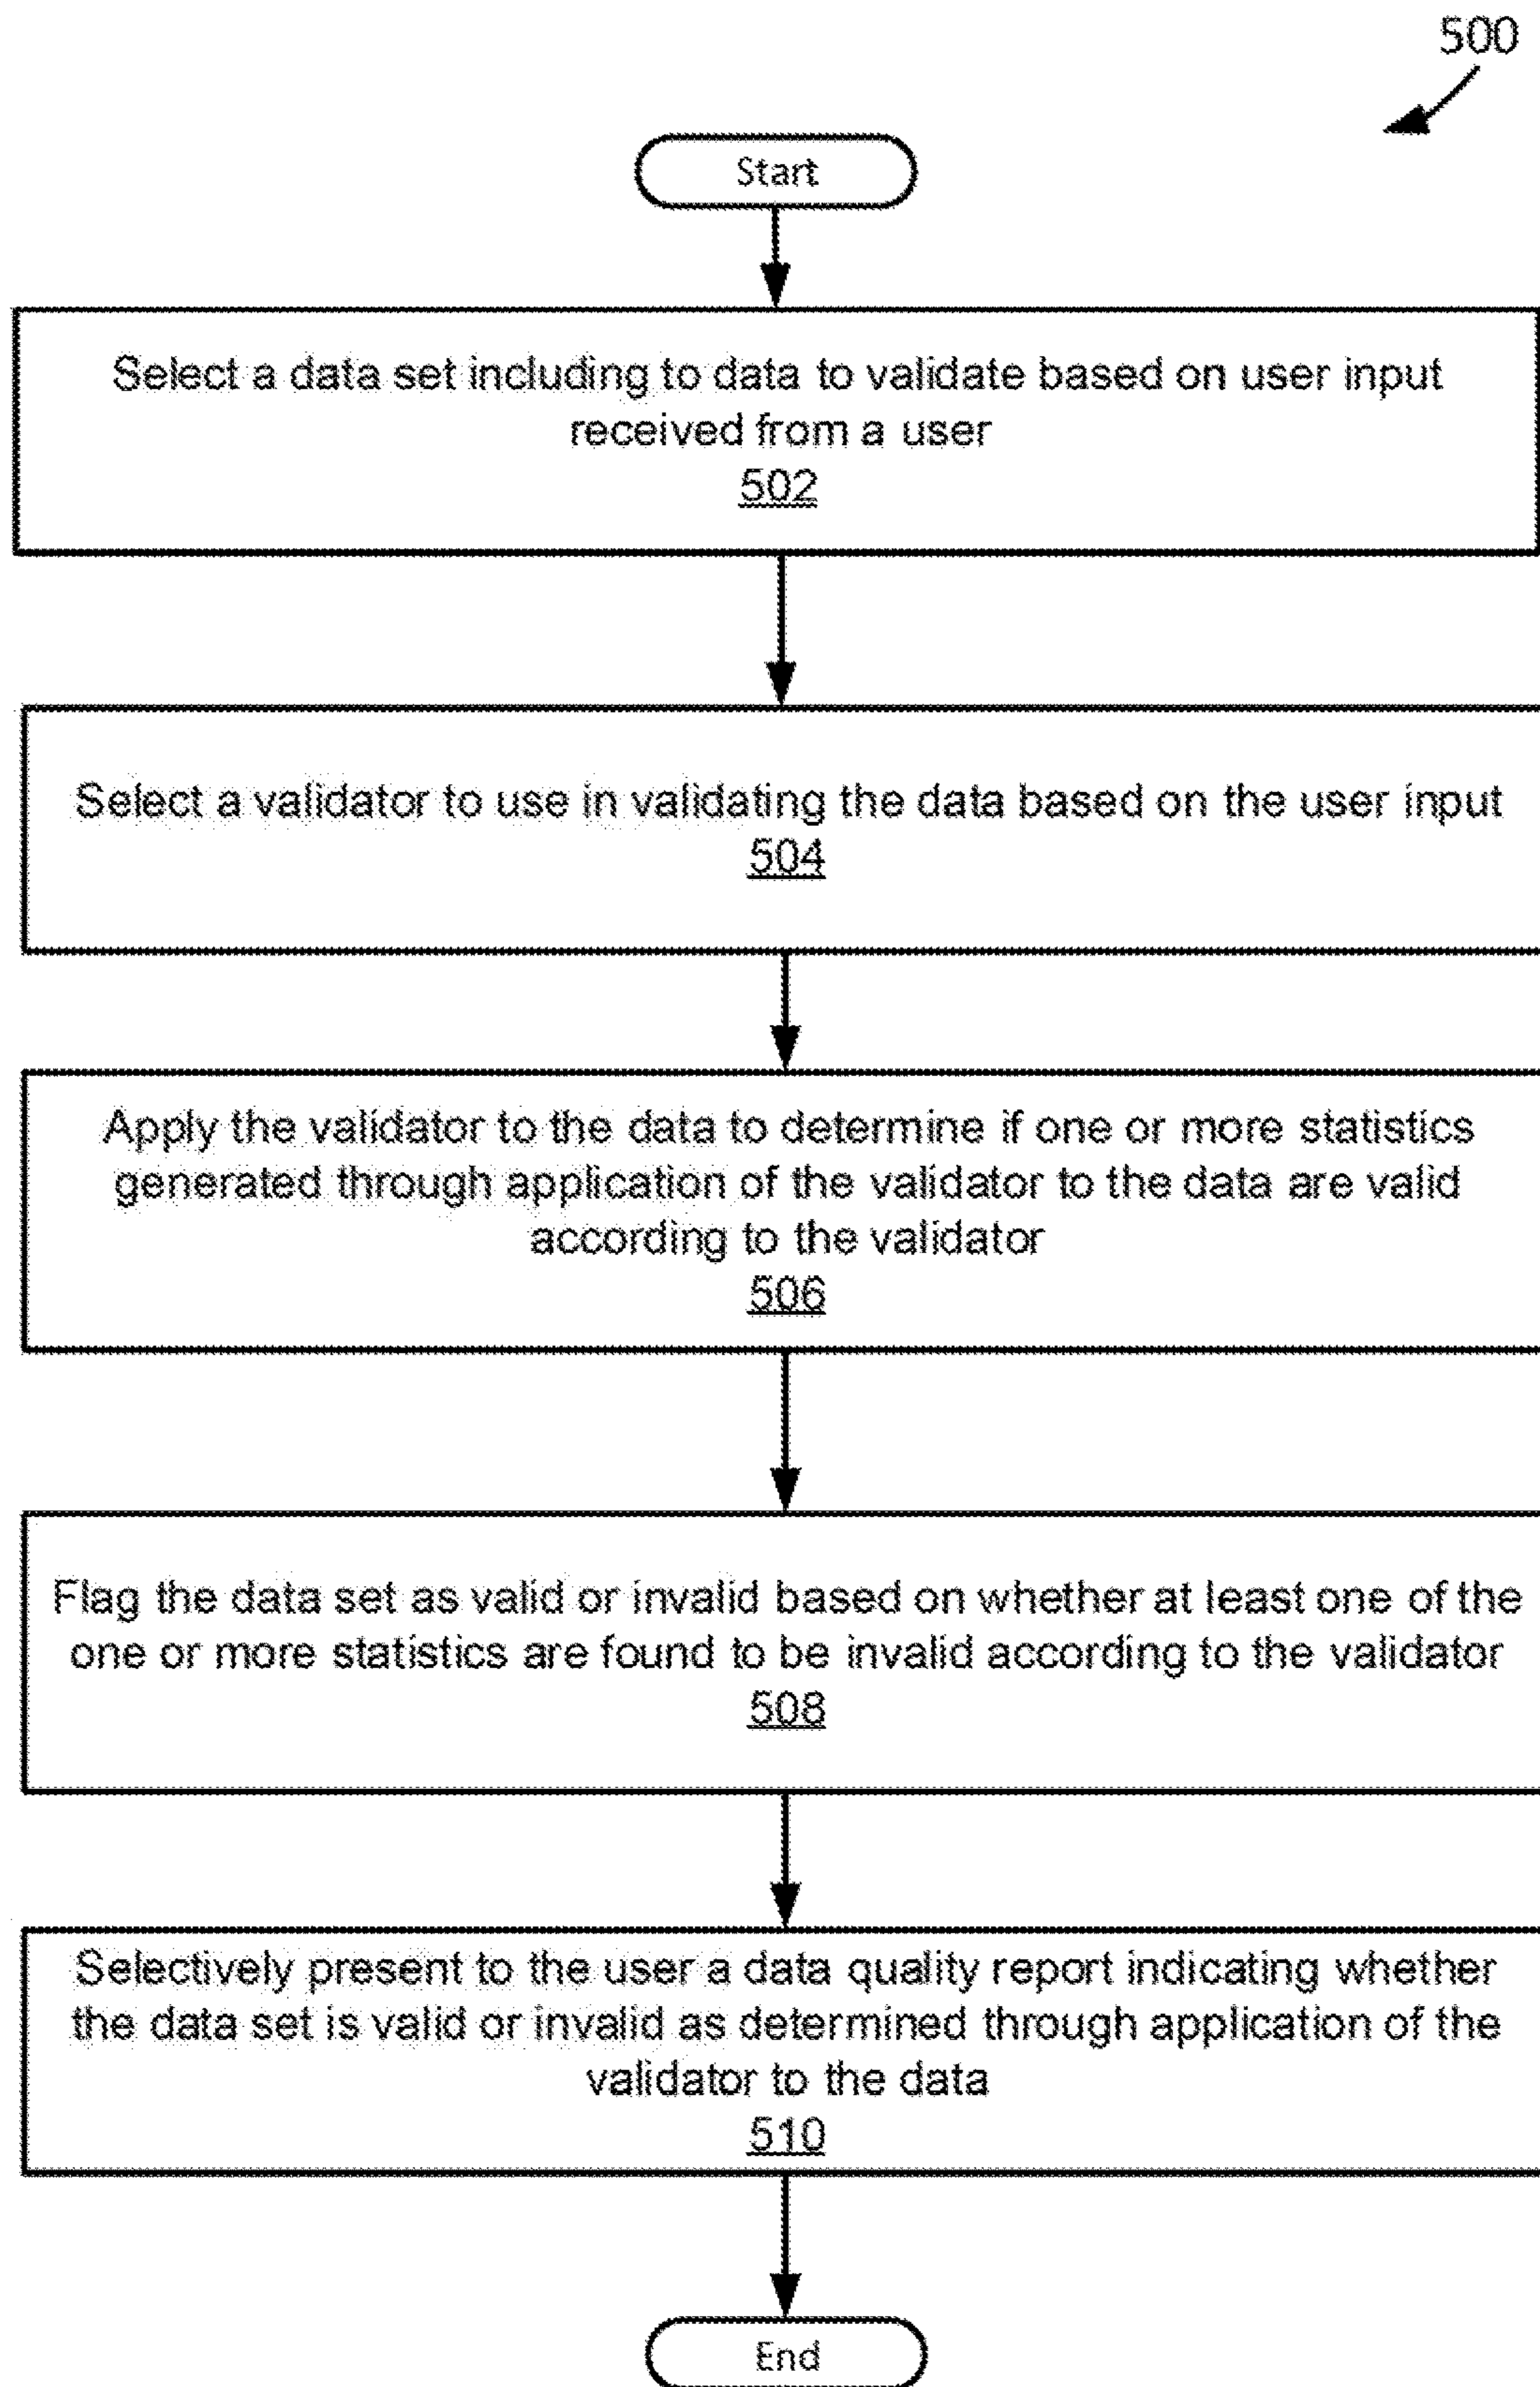 500
Start
Select a data set including to data to validate based on user input
received from a user
502
Select a validator to use in validating the data based on the user input
504
Apply the validator to the data to determine if one or more statistics
generated through application of the validator to the data are valid
according to the validator
506
Flag the data set as valid or invalid based on whether at least one of the
one or more statistics are found to be invalid according to the validator
508
Selectively present to the user a data quality report indicating whether
the data set is valid or invalid as determined through application of the
validator to the data
510
End